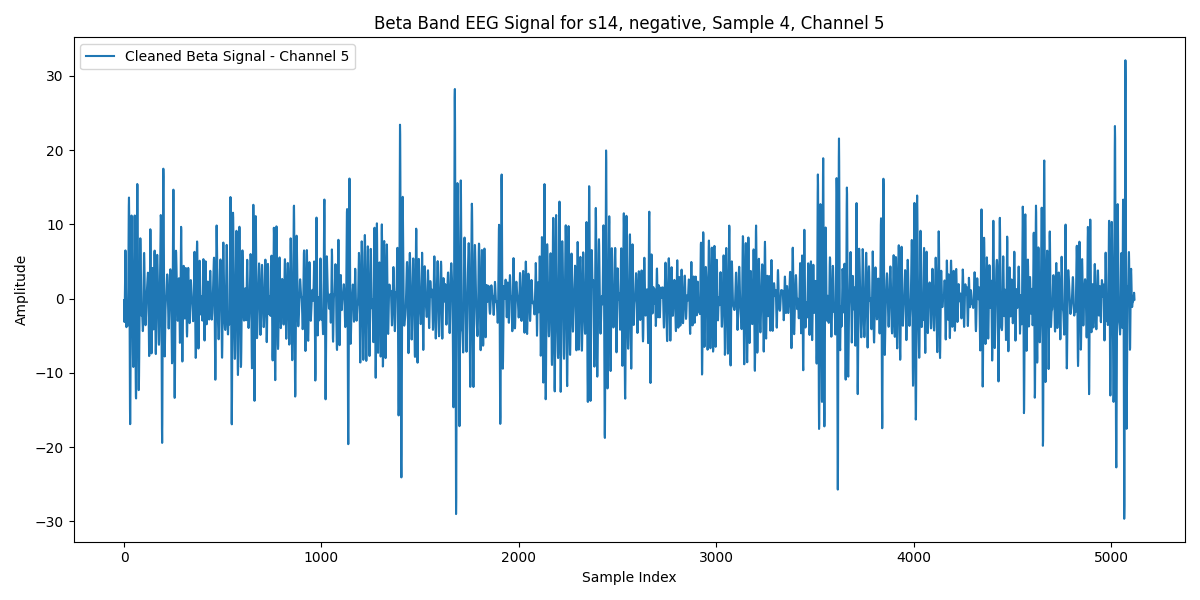 Beta Band EEG Signal for s14, negative, Sample 4, Channel 5
Cleaned Beta Signal - Channel 5
Amplitude
30
20
10
0
−10
−20
−30
0 1000 2000 3000 4000 5000
Sample Index